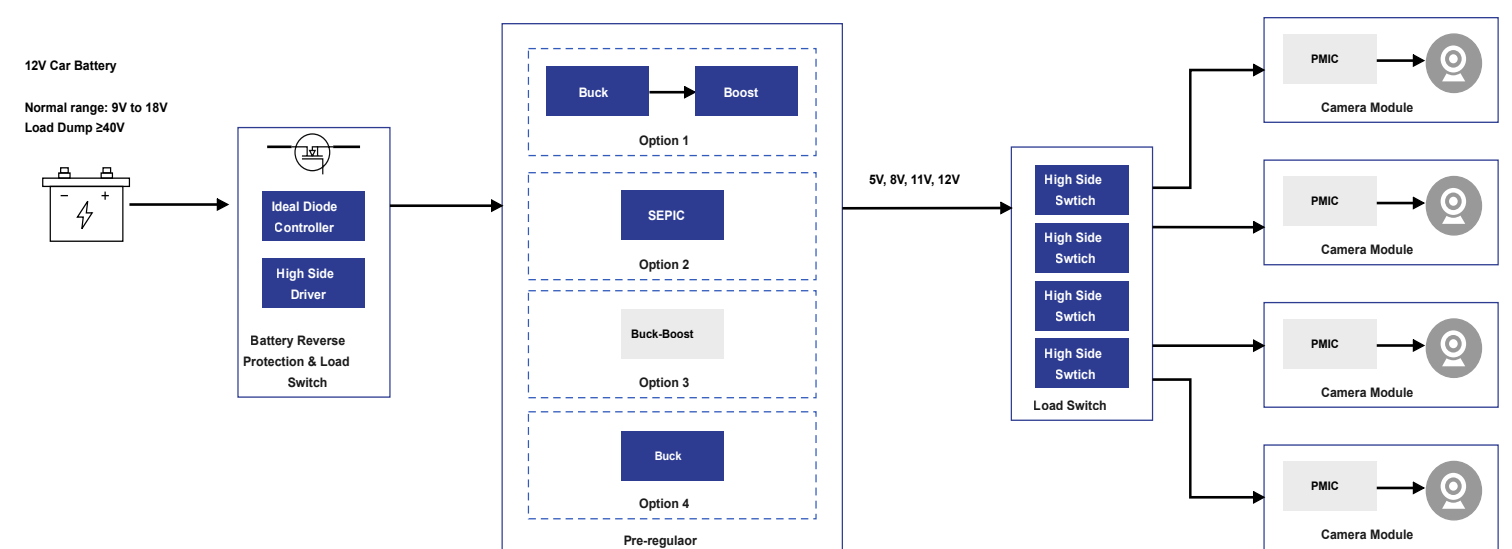 12V Car Battery
Normal range: 9V to 18V
Load Dump ≥40V
− +
Ideal Diode
Controller
High Side
Driver
Battery Reverse
Protection & Load
Switch
Buck
Boost
Option 1
SEPIC
Option 2
Buck-Boost
Option 3
Buck
Option 4
Pre-regulaor
5V, 8V, 11V, 12V
High Side
Swtich
High Side
Swtich
High Side
Swtich
High Side
Swtich
Load Switch
PMIC
Camera Module
PMIC
Camera Module
PMIC
Camera Module
PMIC
Camera Module